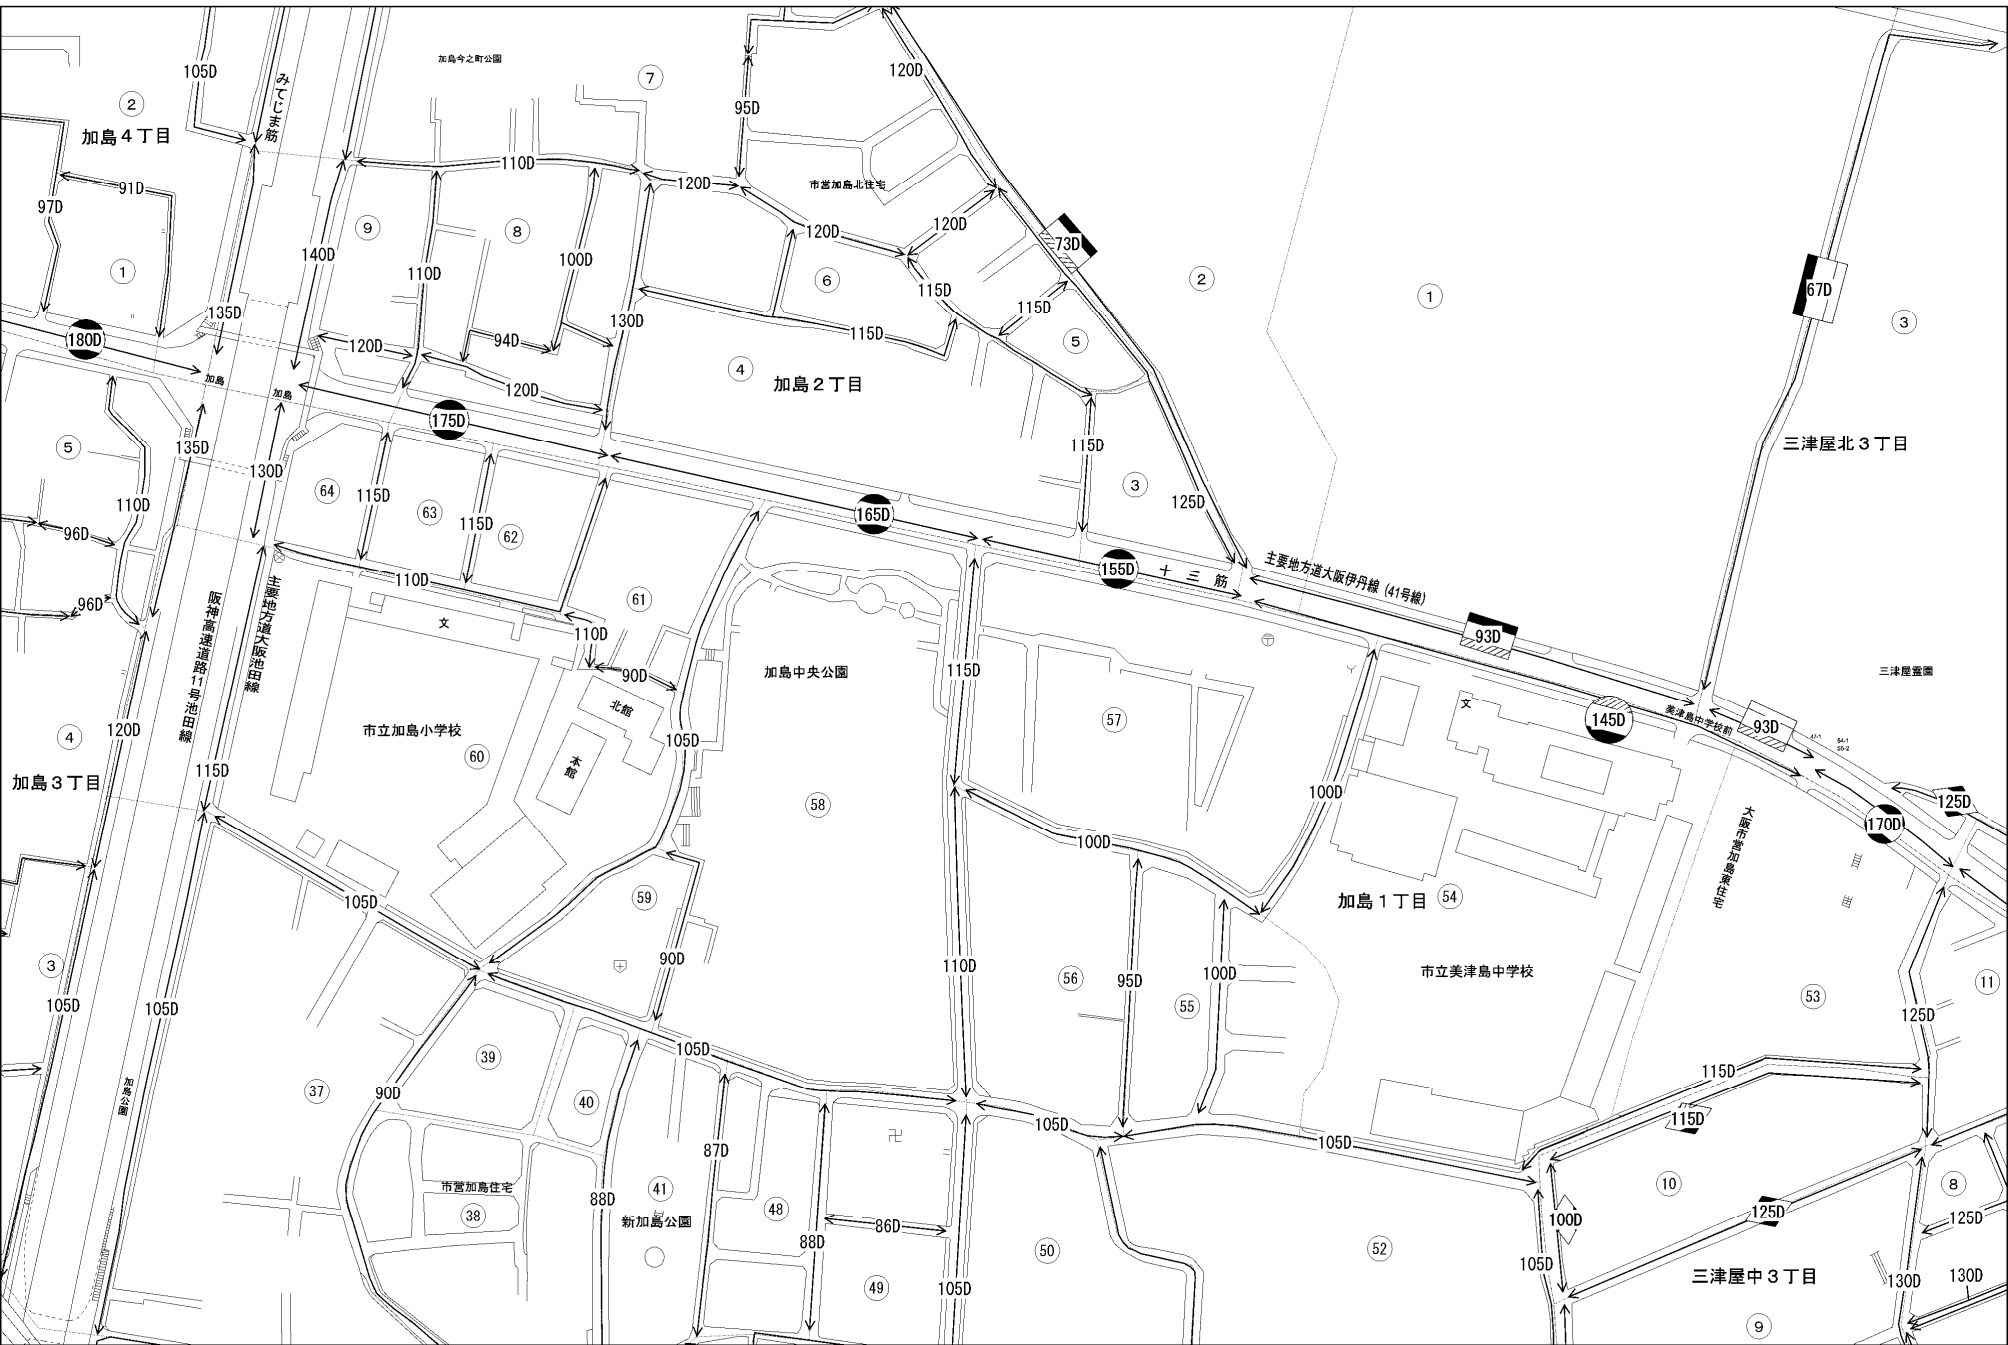 105D
みてじま筋
加島今之町公園
⑦
120D
②
加島４丁目
95D
91D
97D
110D
120D
市営加島北住宅
⑨
⑧
140D
120D
120D
73D
①
110D
100D
⑥
②
①
67D
③
135D
115D
115D
130D
180D
120D
94D
115D
⑤
加島
加島
④
加島２丁目
120D
175D
⑤
135D
130D
115D
三津屋北３丁目
64
115D
63
115D
62
165D
③
125D
110D
96D
155D
十三筋
主要地方道大阪伊丹線 (41号線)
110D
96D
61
文
110D
阪神高速道路11号池田線
主要地方道大阪池田線
90D
加島中央公園
115D
93D
三津屋霊園
北館
文
57
145D
美津島中学校前
93D
47-1
54-1
55-2
④
120D
市立加島小学校
60
105D
本館
加島３丁目
115D
58
100D
125D
170D
100D
大阪市営加島東住宅
105D
59
加島１丁目
54
③
90D
110D
56
95D
100D
55
市立美津島中学校
53
⑪
105D
105D
125D
39
105D
37
加島公園
90D
40
115D
115D
卍
105D
105D
87D
市営加島住宅
38
88D
41
新加島公園
48
86D
88D
⑩
⑧
100D
125D
125D
50
52
105D
49
105D
三津屋中３丁目
130D
130D
⑨